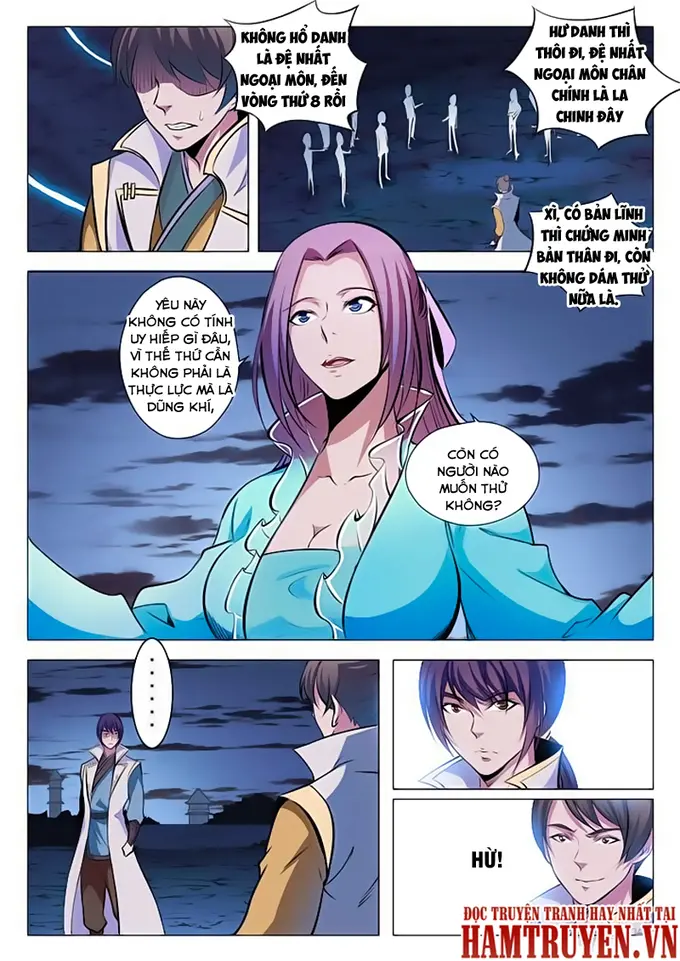 KHÔNG HỔ DANH
LÀ ĐỆ NHẤT
NGOẠI MÔN, ĐẾN
VÒNG THỨ 8 RỒI
HƯ DANH THÌ
THÔI ĐI, ĐỆ NHẤT
NGOẠI MÔN CHÂN
CHÍNH LÀ LA
CHINH ĐÂY
XÌ, CÓ BẢN LĨNH
THÌ CHỨNG MINH
BẢN THÂN ĐI, CÒN
KHÔNG DÁM THỬ
NỮA LÀ.
YÊU NÀY
KHÔNG CÓ TÍNH
UY HIẾP GÌ ĐÂU,
VÌ THẾ THỨ CẦN
KHÔNG PHẢI LÀ
THỰC LỰC MÀ LÀ
DŨNG KHÍ,
CÒN CÓ
NGƯỜI NÀO
MUỐN THỬ
KHÔNG?
......
HỪ!
ĐỌC TRUYỆN TRANH HAY NHẤT TẠI
HAMTRUYEN.VN